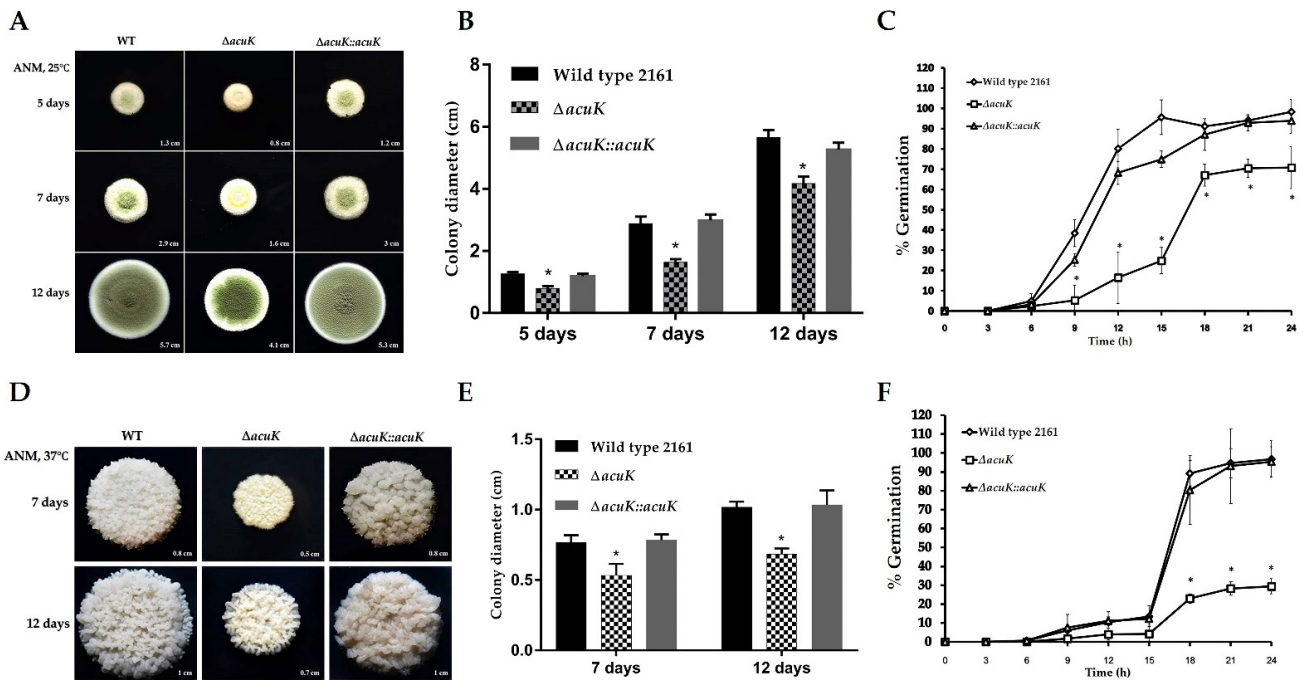 A
WT ΔacuK ΔacuK::acuK
ANM, 25°C
5 days
1.3 cm 0.8 cm 1.2 cm
7 days
2.9 cm 1.6 cm 3 cm
12 days
5.7 cm 4.1 cm 5.3 cm
B
Colony diameter (cm)
8
6
4
2
0
Wild type 2161
ΔacuK
ΔacuK::acuK
* * *
5 days 7 days 12 days
C
% Germination
120
110
100
90
80
70
60
50
40
30
20
10
0
Wild type 2161
ΔacuK
ΔacuK::acuK
* * * * * *
0 3 6 9 12 15 18 21 24
Time (h)
D
WT ΔacuK ΔacuK::acuK
ANM, 37°C
7 days
0.8 cm 0.5 cm 0.8 cm
12 days
1 cm 0.7 cm 1 cm
E
Colony diameter (cm)
1.5
1.0
0.5
0.0
Wild type 2161
ΔacuK
ΔacuK::acuK
* *
7 days 12 days
F
% Germination
120
110
100
90
80
70
60
50
40
30
20
10
0
Wild type 2161
ΔacuK
ΔacuK::acuK
* * *
0 3 6 9 12 15 18 21 24
Time (h)